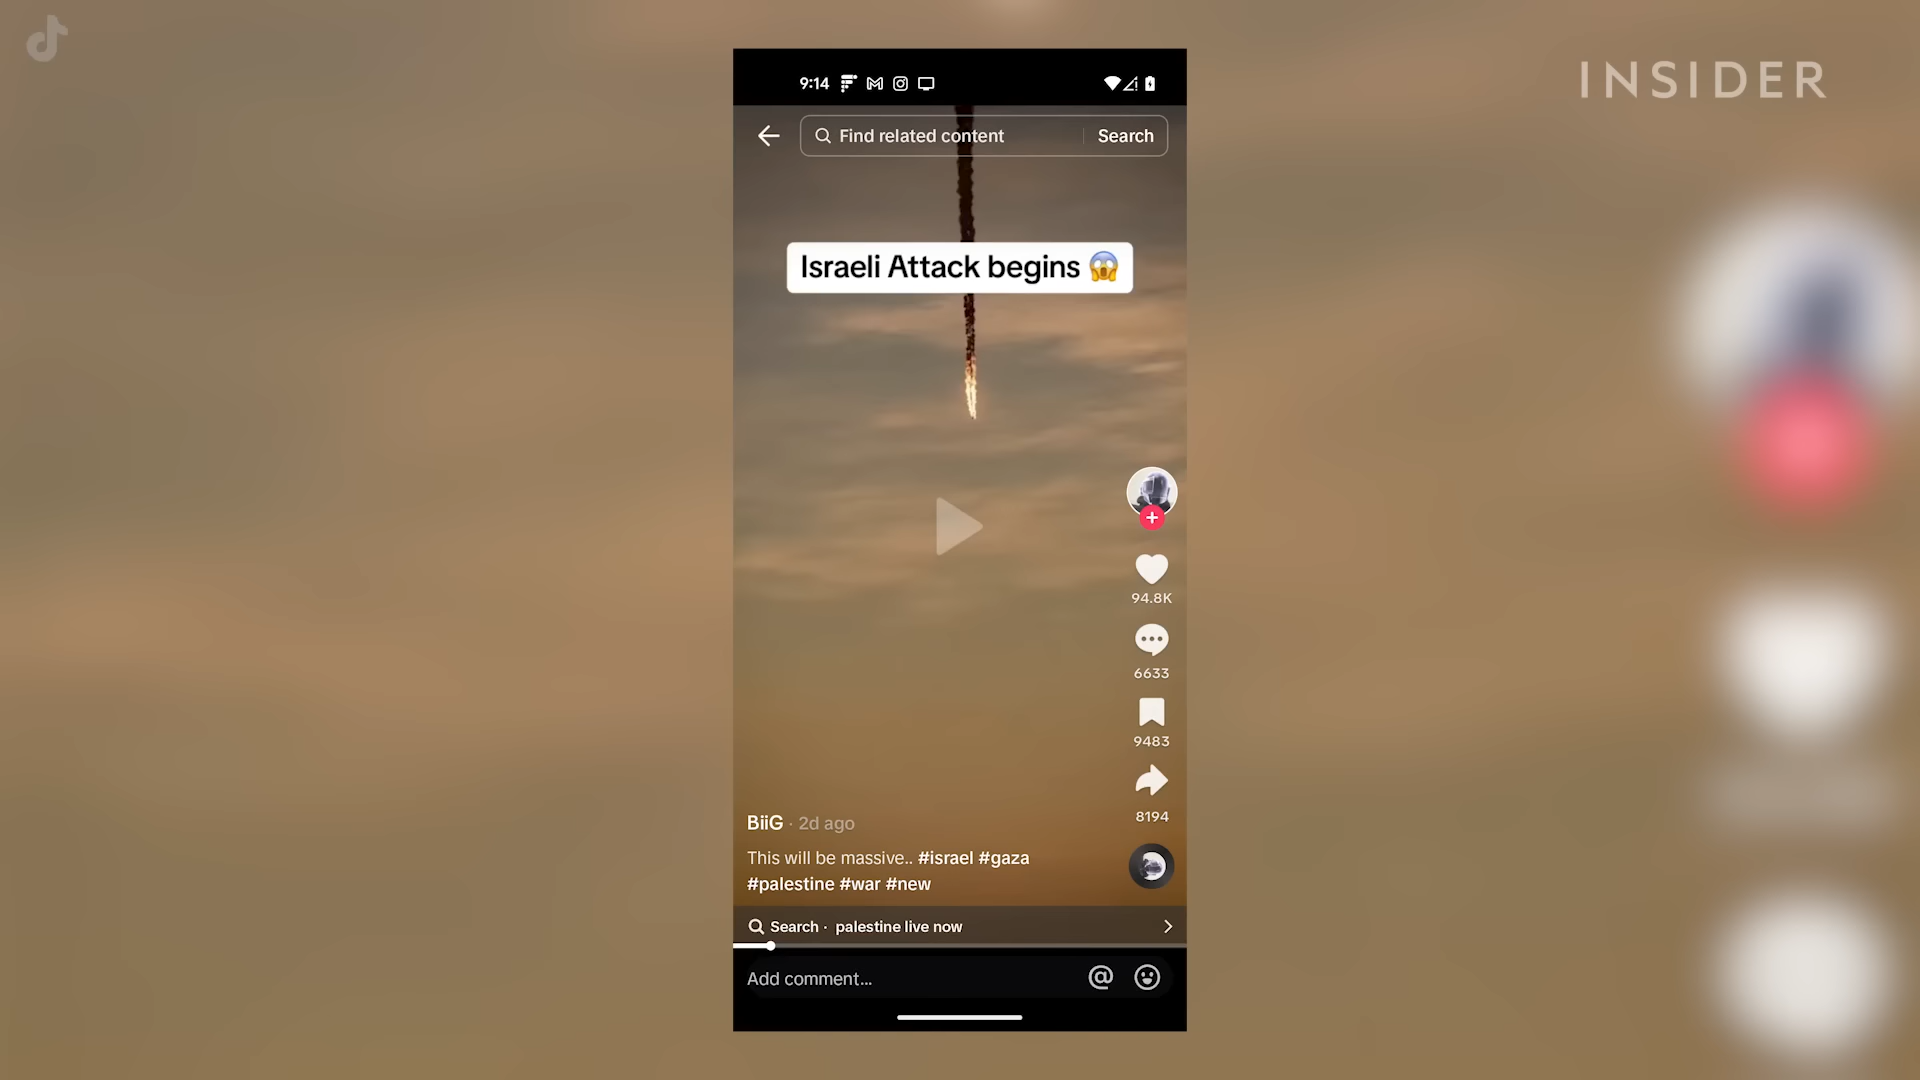 INSIDER
9:14
Find related content
Search
Israeli Attack begins 😱
94.8K
6633
9483
8194
BiiG · 2d ago
This will be massive.. #israel #gaza
#palestine #war #new
Search · palestine live now
Add comment...